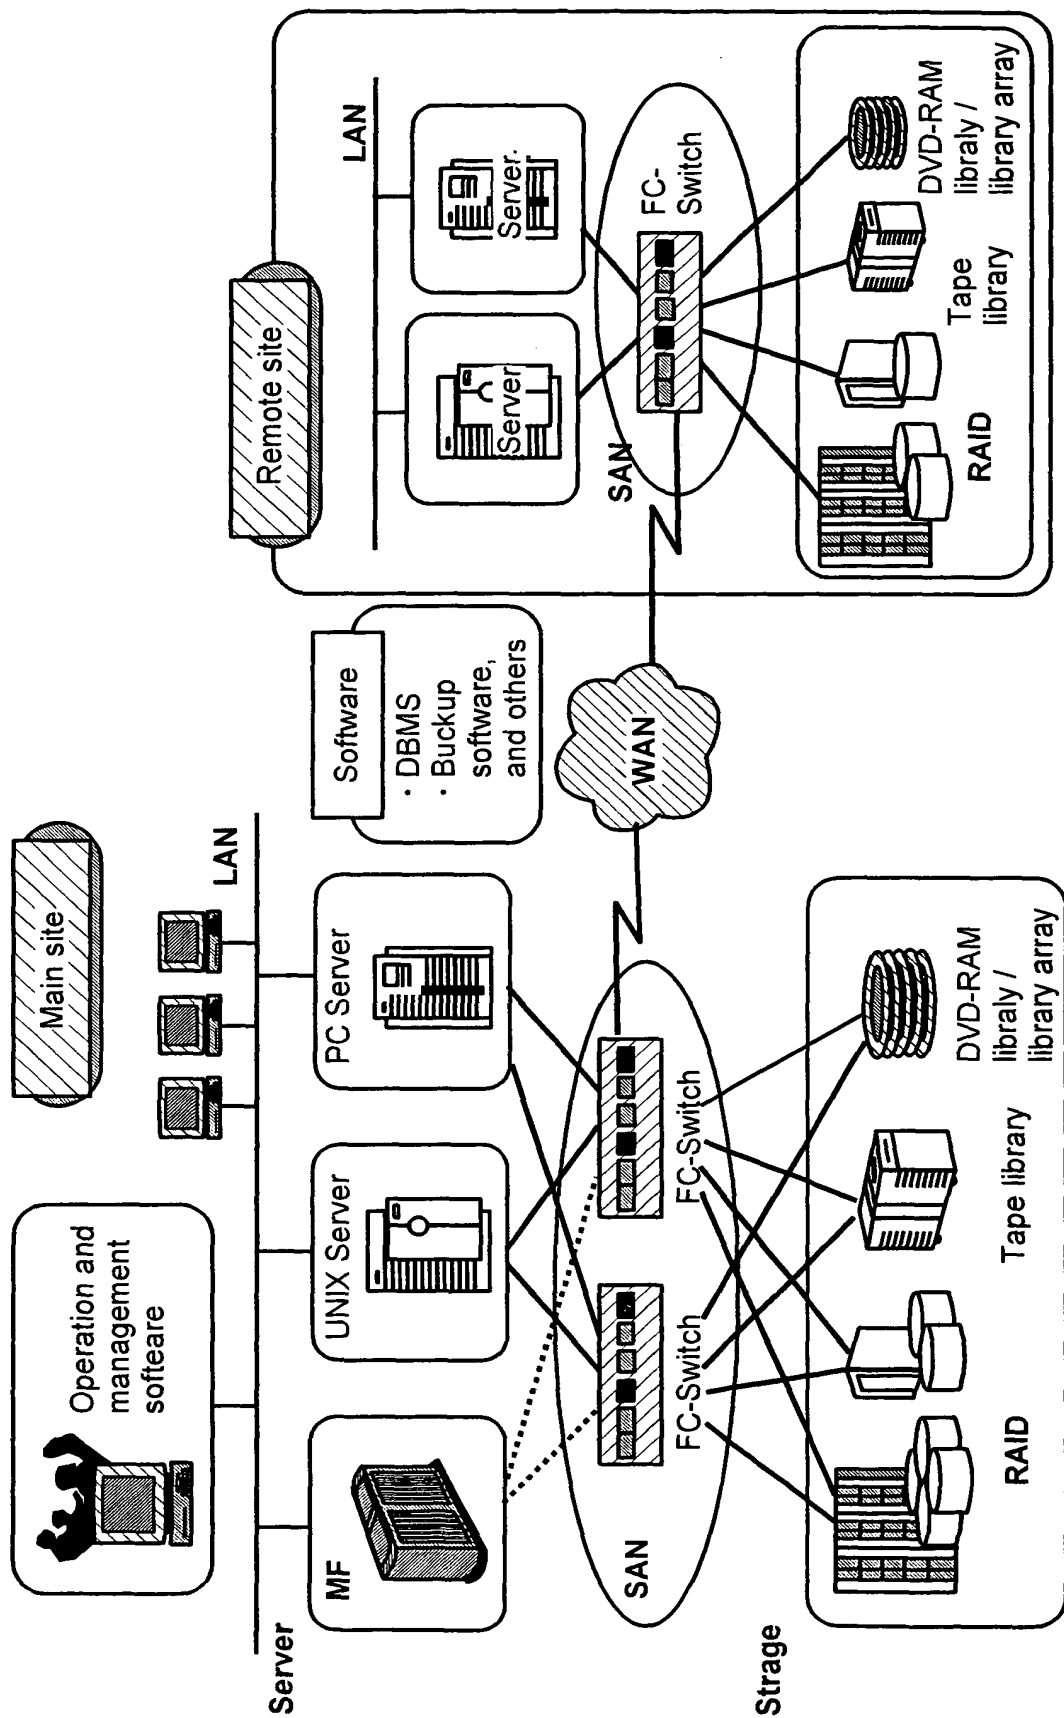 Main site
Operation and
management
softeare
LAN
Server
MF
UNIX Server
PC Server
Software
· DBMS
· Buckup
software,
and others
SAN
FC-Switch
FC-Switch
WAN
Strage
RAID
Tape library
DVD-RAM
libraly /
library array
Remote site
LAN
Server
Server.
SAN
FC-
Switch
RAID
Tape
library
DVD-RAM
libraly /
library array